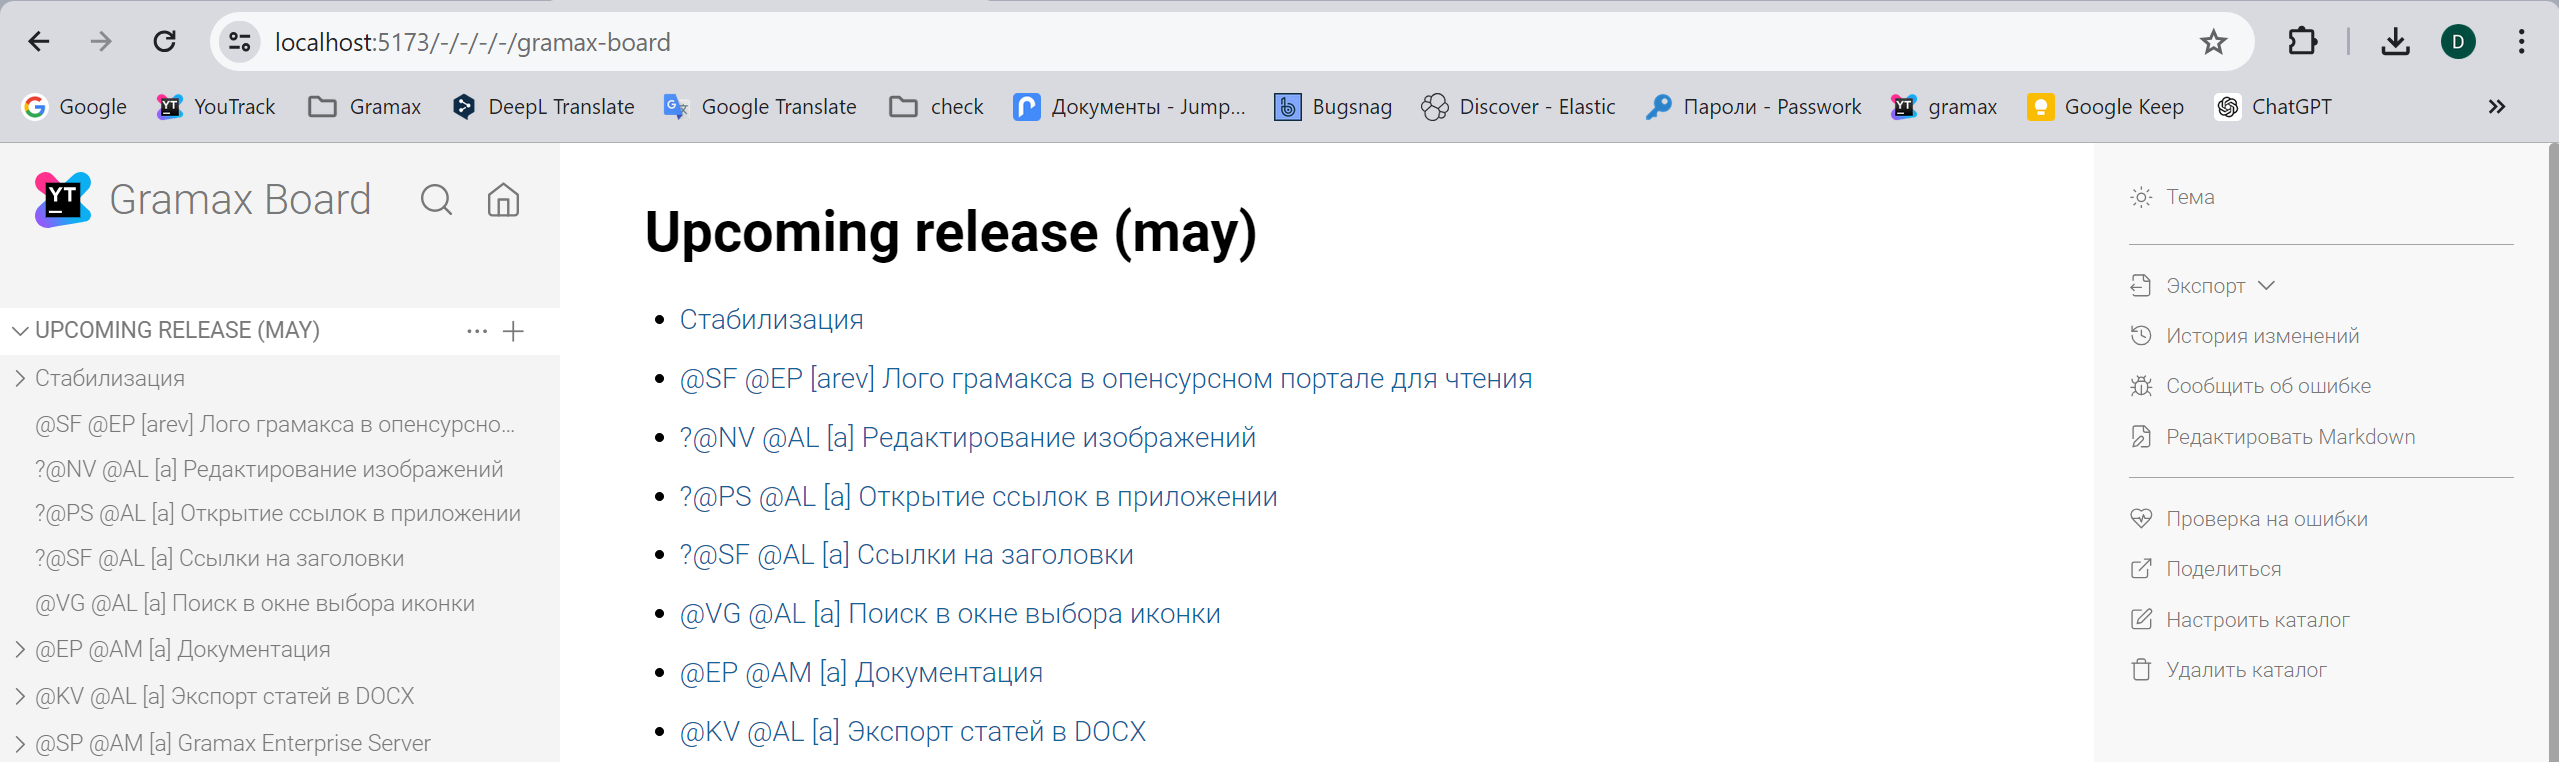 localhost:5173/-/-/-/-/gramax-board
D
Google YouTrack Gramax DeepL Translate Google Translate check Документы - Jump... Bugsnag Discover - Elastic Пароли - Passwork gramax Google Keep ChatGPT
YT Gramax Board
UPCOMING RELEASE (MAY)
Стабилизация
@SF @EP [arev] Лого грамакса в опенсурсно...
?@NV @AL [a] Редактирование изображений
?@PS @AL [a] Открытие ссылок в приложении
?@SF @AL [a] Ссылки на заголовки
@VG @AL [a] Поиск в окне выбора иконки
@EP @AM [a] Документация
@KV @AL [a] Экспорт статей в DOCX
@SP @AM [a] Gramax Enterprise Server
Upcoming release (may)
Стабилизация
@SF @EP [arev] Лого грамакса в опенсурсном портале для чтения
?@NV @AL [a] Редактирование изображений
?@PS @AL [a] Открытие ссылок в приложении
?@SF @AL [a] Ссылки на заголовки
@VG @AL [a] Поиск в окне выбора иконки
@EP @AM [a] Документация
@KV @AL [a] Экспорт статей в DOCX
Тема
Экспорт
История изменений
Сообщить об ошибке
Редактировать Markdown
Проверка на ошибки
Поделиться
Настроить каталог
Удалить каталог